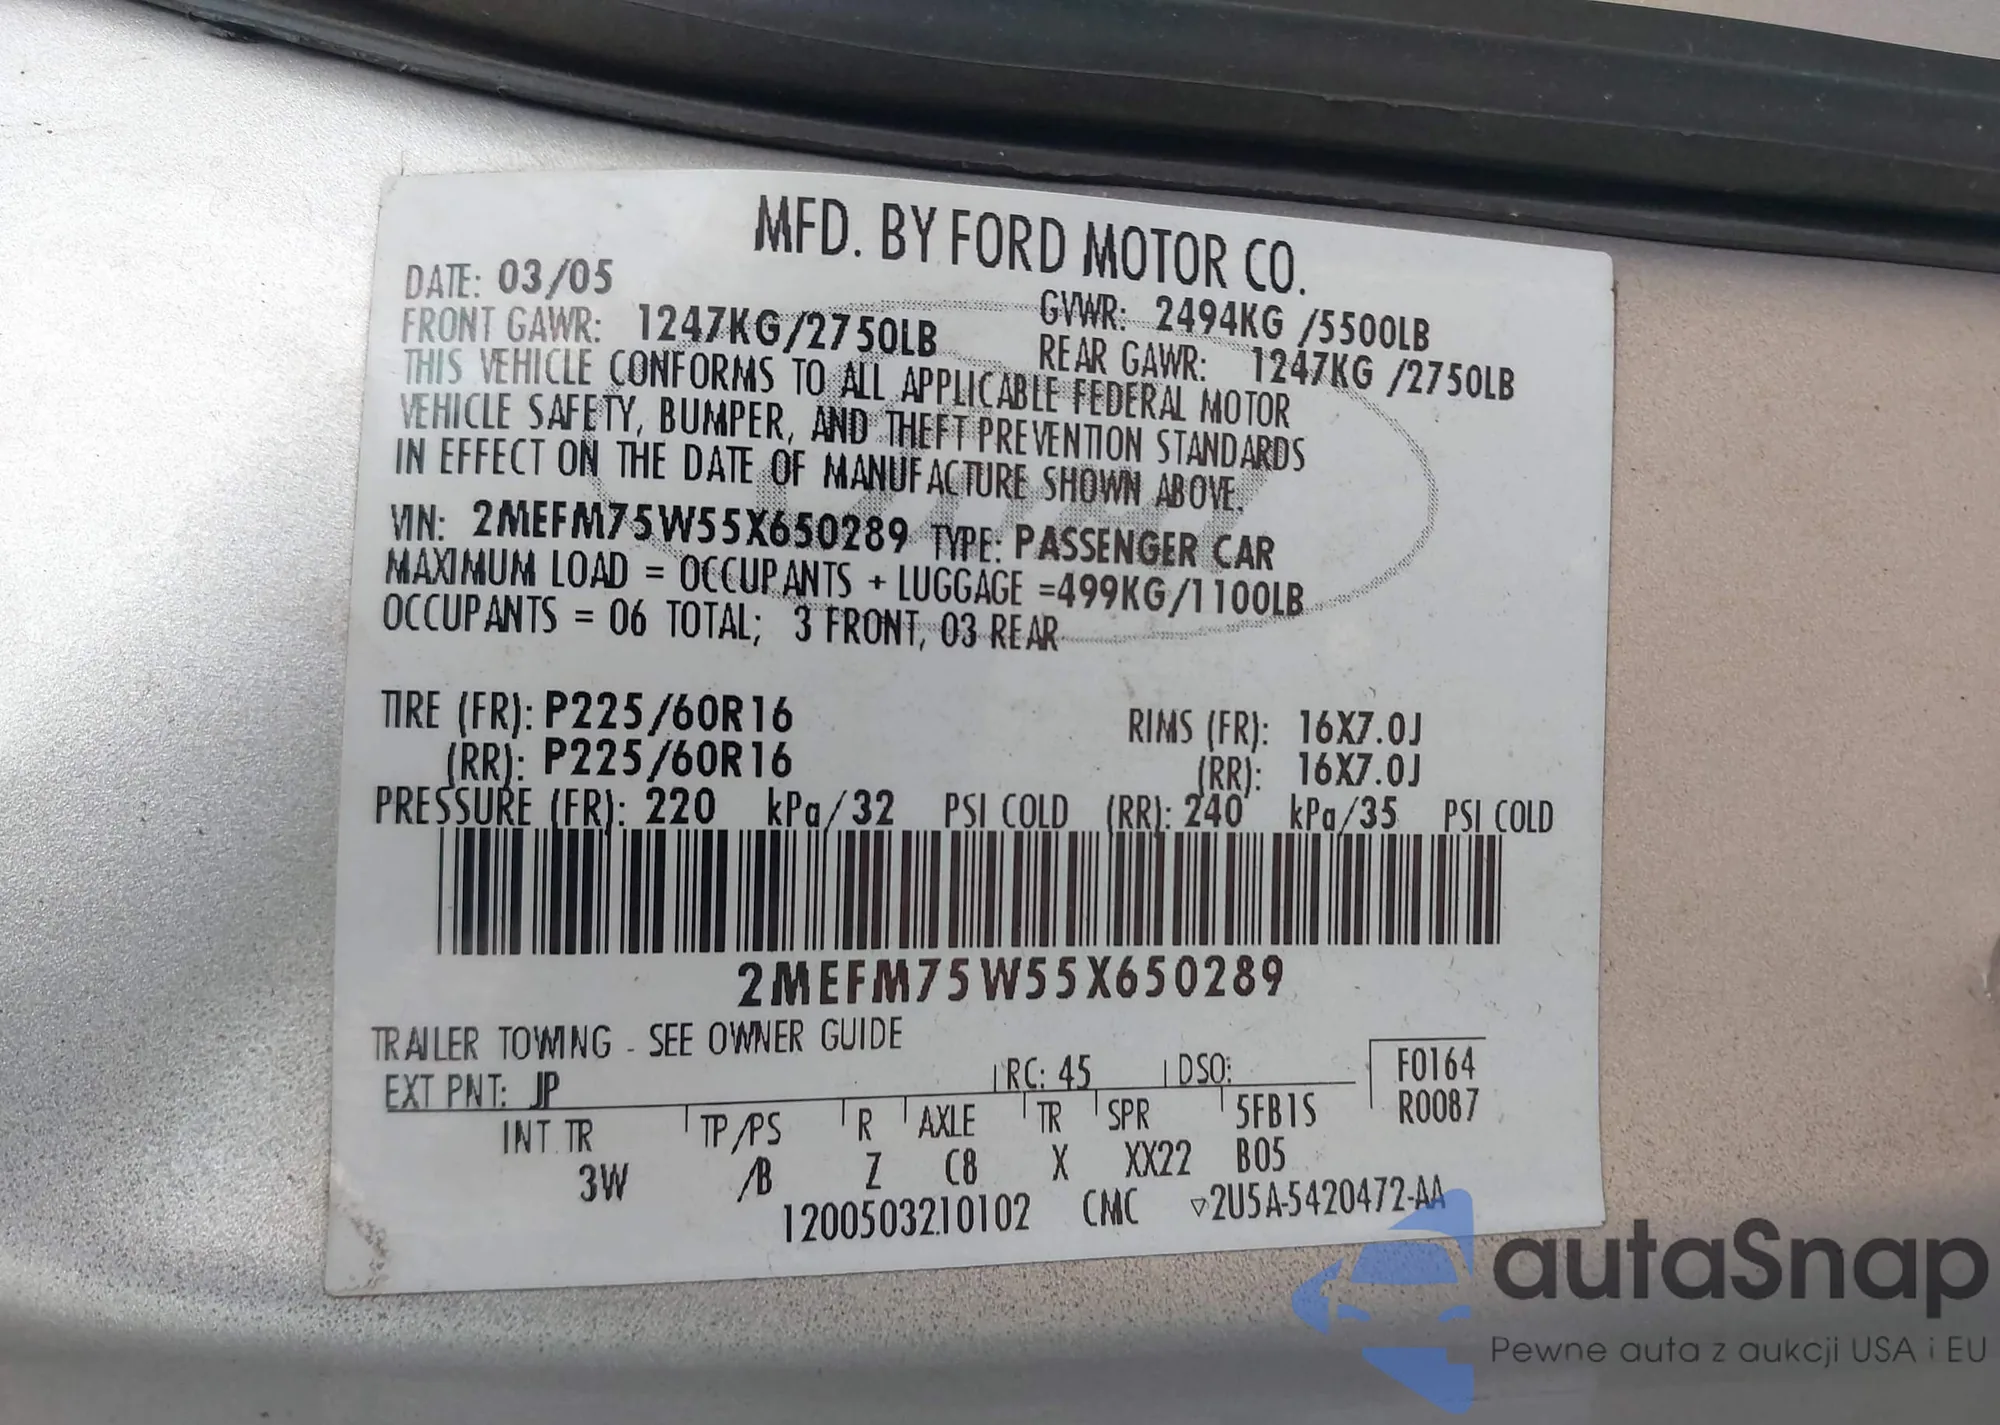 MFD. BY FORD MOTOR CO.
DATE: 03/05
GVWR: 2494KG /5500LB
FRONT GAWR: 1247KG/2750LB
REAR GAWR: 1247KG /2750LB
THIS VEHICLE CONFORMS TO ALL APPLICABLE FEDERAL MOTOR
VEHICLE SAFETY, BUMPER, AND THEFT PREVENTION STANDARDS
IN EFFECT ON THE DATE OF MANUFACTURE SHOWN ABOVE.
VIN: 2MEFM75W55X650289 TYPE: PASSENGER CAR
MAXIMUM LOAD = OCCUPANTS + LUGGAGE =499KG/1100LB
OCCUPANTS = 06 TOTAL; 3 FRONT, 03 REAR
TIRE (FR): P225/60R16 RIMS (FR): 16X7.0J
(RR): P225/60R16 (RR): 16X7.0J
PRESSURE (FR): 220 kPa/32 PSI COLD (RR): 240 kPa/35 PSI COLD
2MEFM75W55X650289
TRAILER TOWING - SEE OWNER GUIDE
EXT PNT: JP RC: 45 DSO: F0164
R0087
INT TR TP/PS R AXLE TR SPR 5FB1S
3W /B Z C8 X XX22 B05
1200503210102 CMC ▽2U5A-5420472-AA
autaSnap
Pewne auta z aukcji USA i EU